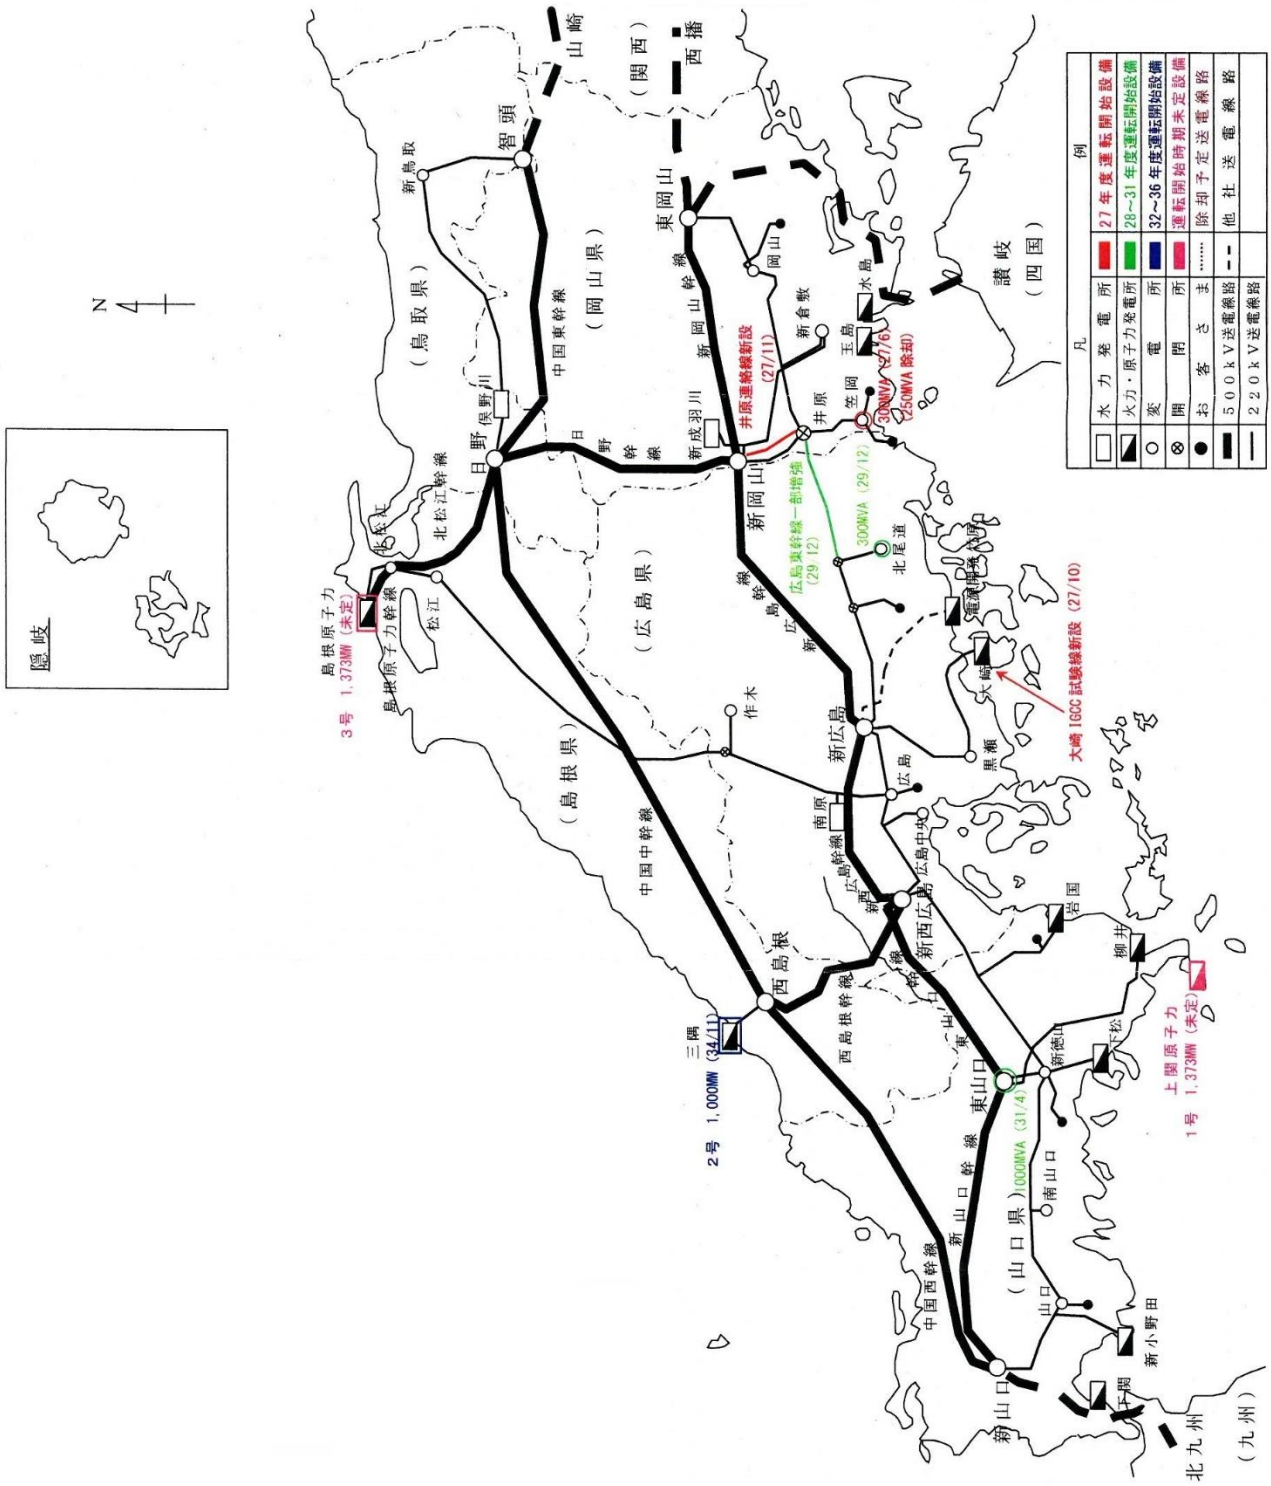 隠岐
N
山崎
(関西)
西播
智頭
新鳥取
(鳥取県)
中国東幹線
(岡山県)
東岡山
新岡山幹線
岡山
新倉敷
水島
玉島
讃岐
(四国)
俣野川
日野
日野幹線
北松江幹線
北松江
島根原子力
3号 1,373MW (未定)
島根原子力幹線
松江
新成羽川
井原連絡線新設
(27/11)
井原
笠岡
300MVA (27/6)
(250MVA 除却)
新岡山
広島東幹線一部増強
(29/12)
300MVA (29/12)
北尾道
(広島県)
新広島幹線
大崎
大崎 IGCC 試験線新設 (27/10)
黒瀬
新広島
作木
(島根県)
中国中幹線
南原
広島
広島中央
新西広島幹線
新西広島
西島根
西島根幹線
三隅
2号 1,000MW (34/11)
東山口幹線
岩国
柳井
上関原子力
1号 1,373MW (未定)
下松
新徳山
東山口
1000MVA (31/4)
新山口幹線
(山口県)
南山口
中国西幹線
山口
新小野田
新山口
下関
北九州
(九州)
凡例
水力発電所
27年度運転開始設備
火力・原子力発電所
28~31年度運転開始設備
変電所
32~36年度運転開始設備
開閉所
運転開始時期未定設備
お客さま
除却予定送電線路
500kV送電線路
他社送電線路
220kV送電線路